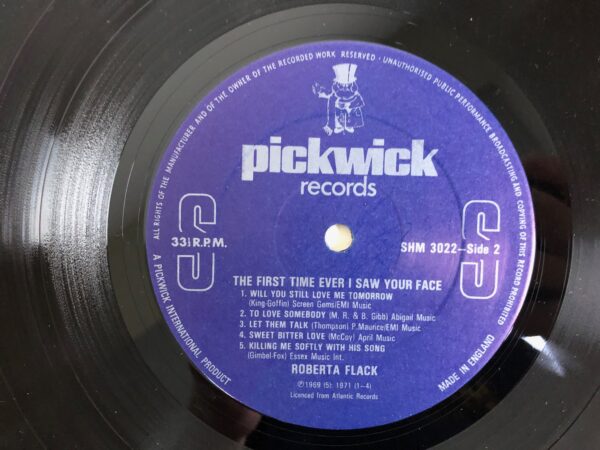 ALL RIGHTS OF THE MANUFACTURER AND OF THE OWNER OF THE RECORDED WORK RESERVED · UNAUTHORISED PUBLIC PERFORMANCE BROADCASTING AND COPYING OF THIS RECORD PROHIBITED
pickwick
records
S S
33⅓ R.P.M.
SHM 3022–Side 2
THE FIRST TIME EVER I SAW YOUR FACE
1. WILL YOU STILL LOVE ME TOMORROW
(King-Goffin) Screen Gems/EMI Music
2. TO LOVE SOMEBODY (M. R. & B. Gibb) Abigail Music
3. LET THEM TALK (Thompson) P.Maurice/EMI Music
4. SWEET BITTER LOVE (McCoy) April Music
5. KILLING ME SOFTLY WITH HIS SONG
(Gimbel-Fox) Essex Music Int.
ROBERTA FLACK
℗1969 (5); 1971 (1–4)
Licenced from Atlantic Records
A PICKWICK INTERNATIONAL PRODUCT
MADE IN ENGLAND